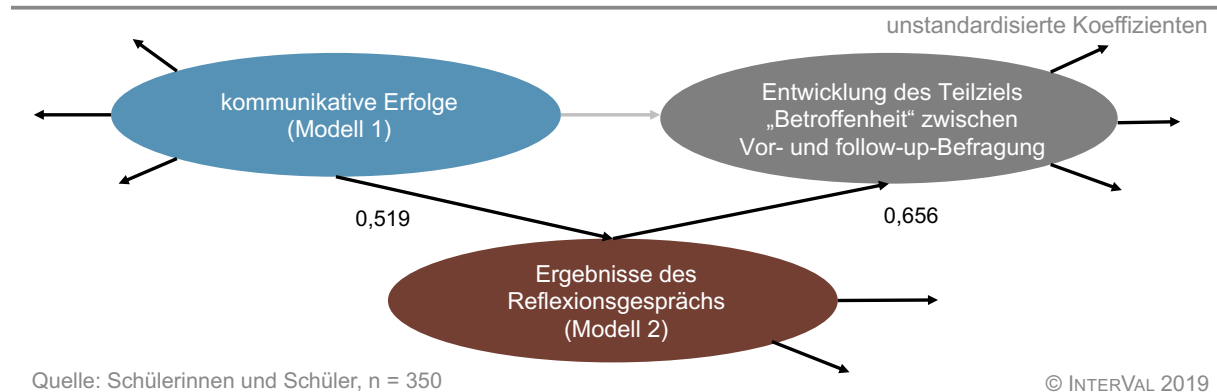 unstandardisierte Koeffizienten
kommunikative Erfolge
(Modell 1)
Entwicklung des Teilziels
„Betroffenheit“ zwischen
Vor- und follow-up-Befragung
0,519
0,656
Ergebnisse des
Reflexionsgesprächs
(Modell 2)
Quelle: Schülerinnen und Schüler, n = 350
© INTERVAL 2019